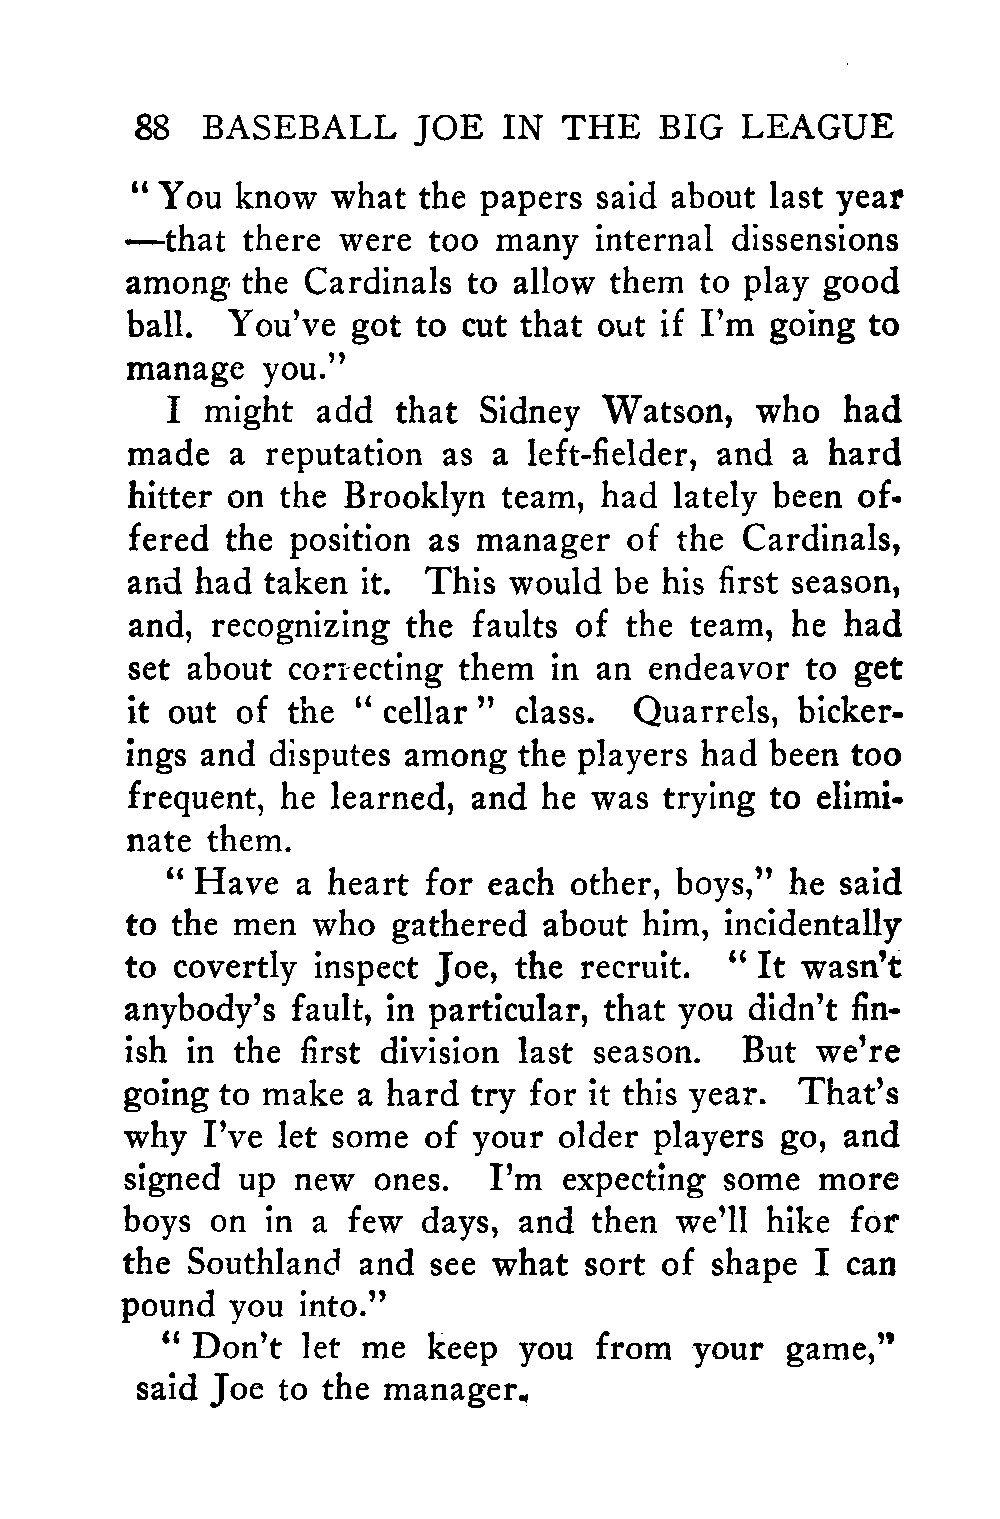 88 BASEBALL JOE IN THE BIG LEAGUE
“ You know what the papers said about last year
—that there were too many internal dissensions
among the Cardinals to allow them to play good
ball. You’ve got to cut that out if I’m going to
manage you.”
I might add that Sidney Watson, who had
made a reputation as a left-fielder, and a hard
hitter on the Brooklyn team, had lately been of-
fered the position as manager of the Cardinals,
and had taken it. This would be his first season,
and, recognizing the faults of the team, he had
set about correcting them in an endeavor to get
it out of the “ cellar ” class. Quarrels, bicker-
ings and disputes among the players had been too
frequent, he learned, and he was trying to elimi-
nate them.
“ Have a heart for each other, boys,” he said
to the men who gathered about him, incidentally
to covertly inspect Joe, the recruit. “ It wasn’t
anybody’s fault, in particular, that you didn’t fin-
ish in the first division last season. But we’re
going to make a hard try for it this year. That’s
why I’ve let some of your older players go, and
signed up new ones. I’m expecting some more
boys on in a few days, and then we’ll hike for
the Southland and see what sort of shape I can
pound you into.”
“ Don’t let me keep you from your game,”
said Joe to the manager.